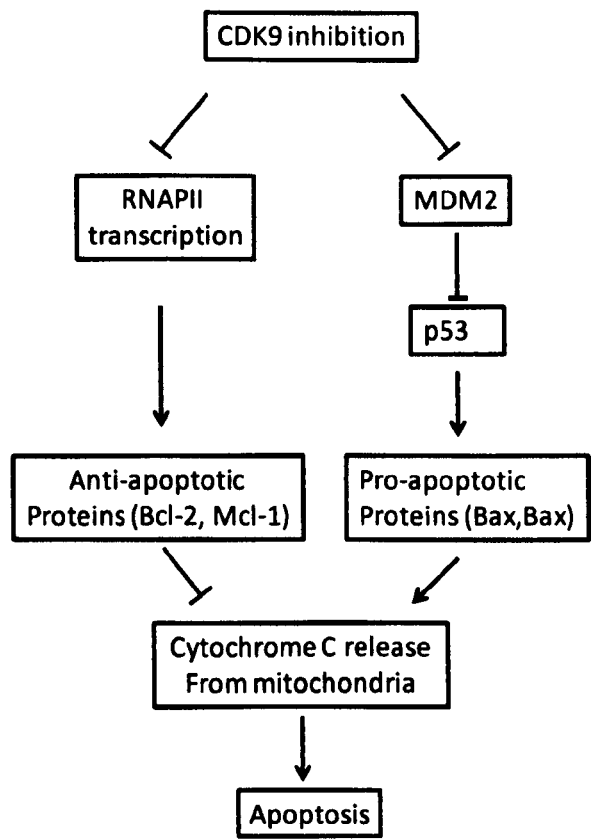 CDK9 inhibition
RNAPII
transcription
MDM2
p53
Anti-apoptotic
Proteins (Bcl-2, Mcl-1)
Pro-apoptotic
Proteins (Bax,Bax)
Cytochrome C release
From mitochondria
Apoptosis